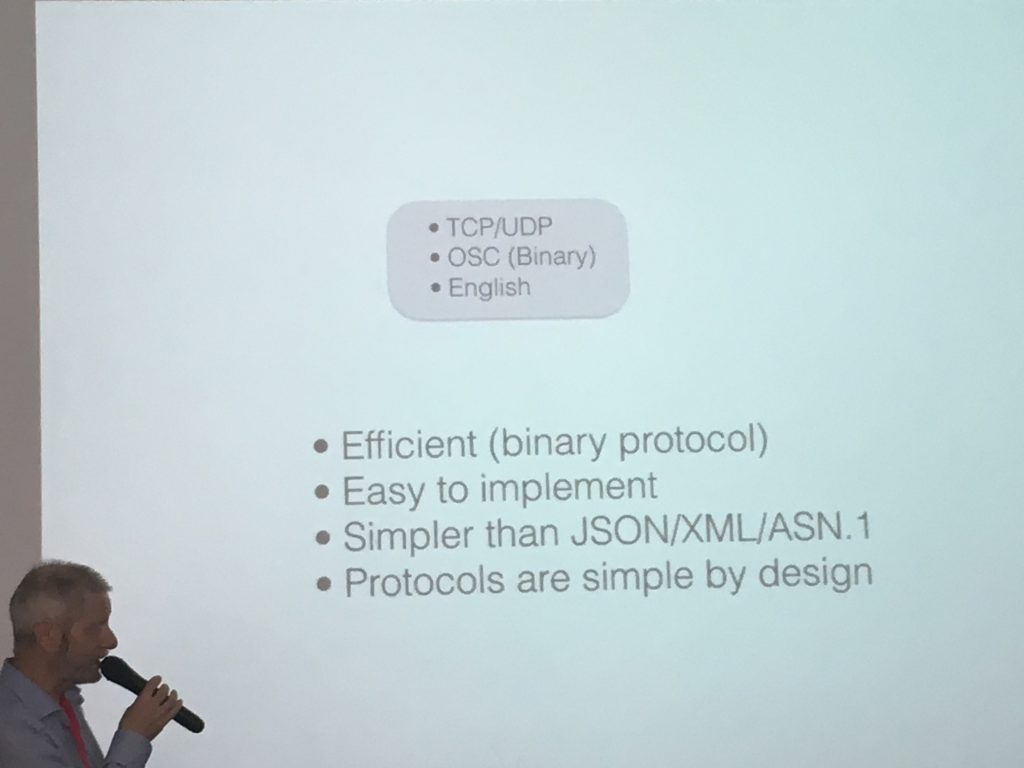 • TCP/UDP
• OSC (Binary)
• English
• Efficient (binary protocol)
• Easy to implement
• Simpler than JSON/XML/ASN.1
• Protocols are simple by design